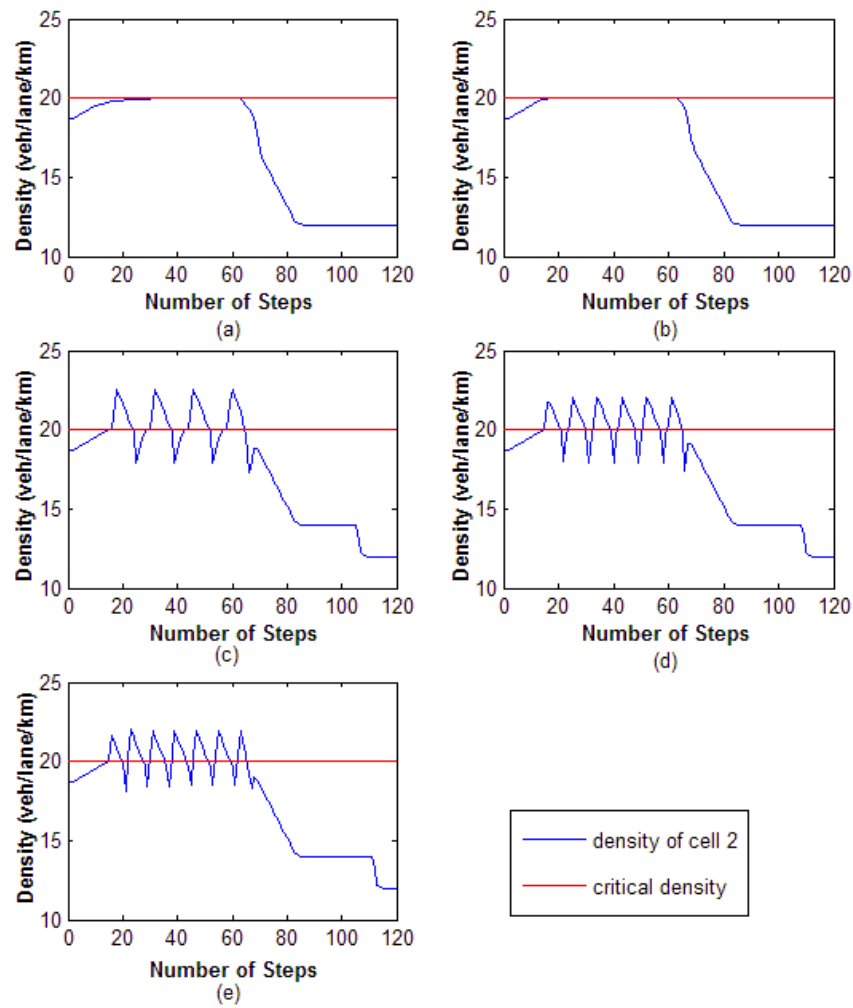 25
20
15
10
Density (veh/lane/km)
0 20 40 60 80 100 120
Number of Steps
(a)
25
20
15
10
Density (veh/lane/km)
0 20 40 60 80 100 120
Number of Steps
(b)
25
20
15
10
Density (veh/lane/km)
0 20 40 60 80 100 120
Number of Steps
(c)
25
20
15
10
Density (veh/lane/km)
0 20 40 60 80 100 120
Number of Steps
(d)
25
20
15
10
Density (veh/lane/km)
0 20 40 60 80 100 120
Number of Steps
(e)
density of cell 2
critical density